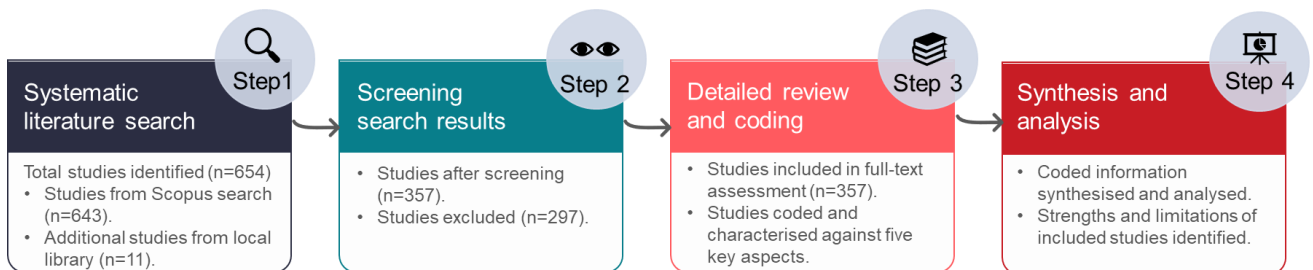 Step1
Systematic
literature search
Total studies identified (n=654)
• Studies from Scopus search
(n=643).
• Additional studies from local
library (n=11).
Step 2
Screening
search results
• Studies after screening
(n=357).
• Studies excluded (n=297).
Step 3
Detailed review
and coding
• Studies included in full-text
assessment (n=357).
• Studies coded and
characterised against five
key aspects.
Step 4
Synthesis and
analysis
• Coded information
synthesised and analysed.
• Strengths and limitations of
included studies identified.